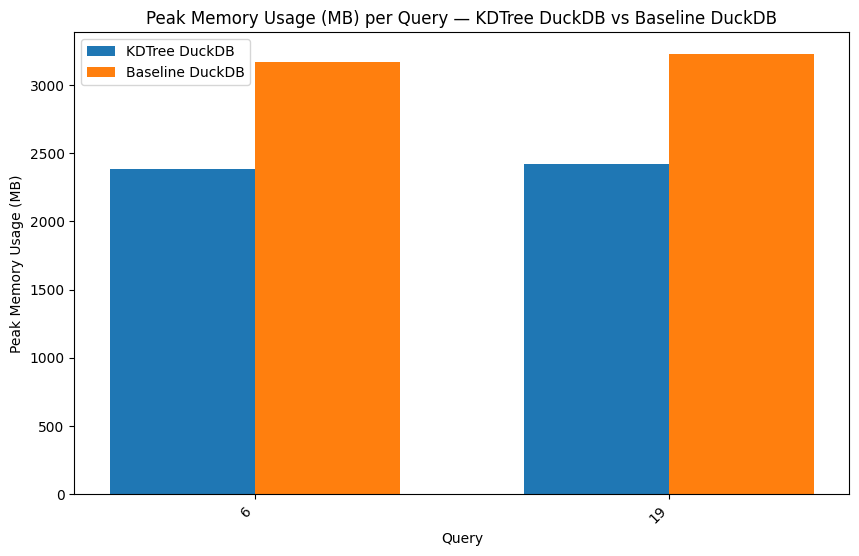 Peak Memory Usage (MB) per Query — KDTree DuckDB vs Baseline DuckDB
KDTree DuckDB
Baseline DuckDB
Peak Memory Usage (MB)
3000
2500
2000
1500
1000
500
0
6
19
Query